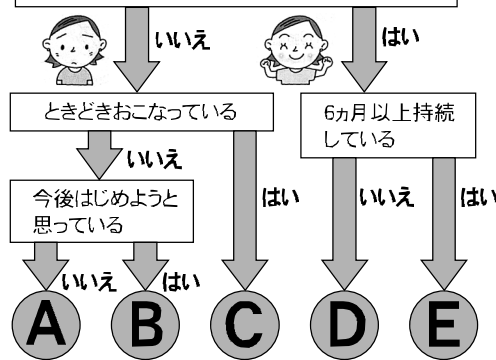 いいえ
はい
ときどきおこなっている
6ヵ月以上持続
している
いいえ
はい
いいえ
はい
今後はじめようと
思っている
いいえ
はい
A
B
C
D
E